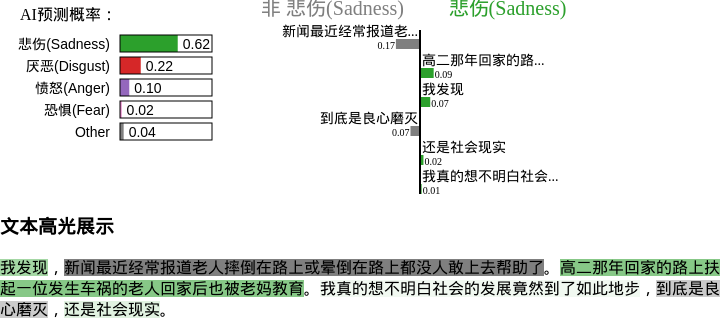 AI预测概率：
悲伤(Sadness) 0.62
厌恶(Disgust) 0.22
愤怒(Anger) 0.10
恐惧(Fear) 0.02
Other 0.04
非 悲伤(Sadness) 悲伤(Sadness)
新闻最近经常报道老...
0.17
高二那年回家的路...
0.09
我发现
0.07
到底是良心磨灭
0.07
还是社会现实
0.02
我真的想不明白社会...
0.01
文本高光展示
我发现，新闻最近经常报道老人摔倒在路上或晕倒在路上都没人敢上去帮助了。高二那年回家的路上扶
起一位发生车祸的老人回家后也被老妈教育。我真的想不明白社会的发展竟然到了如此地步，到底是良
心磨灭，还是社会现实。